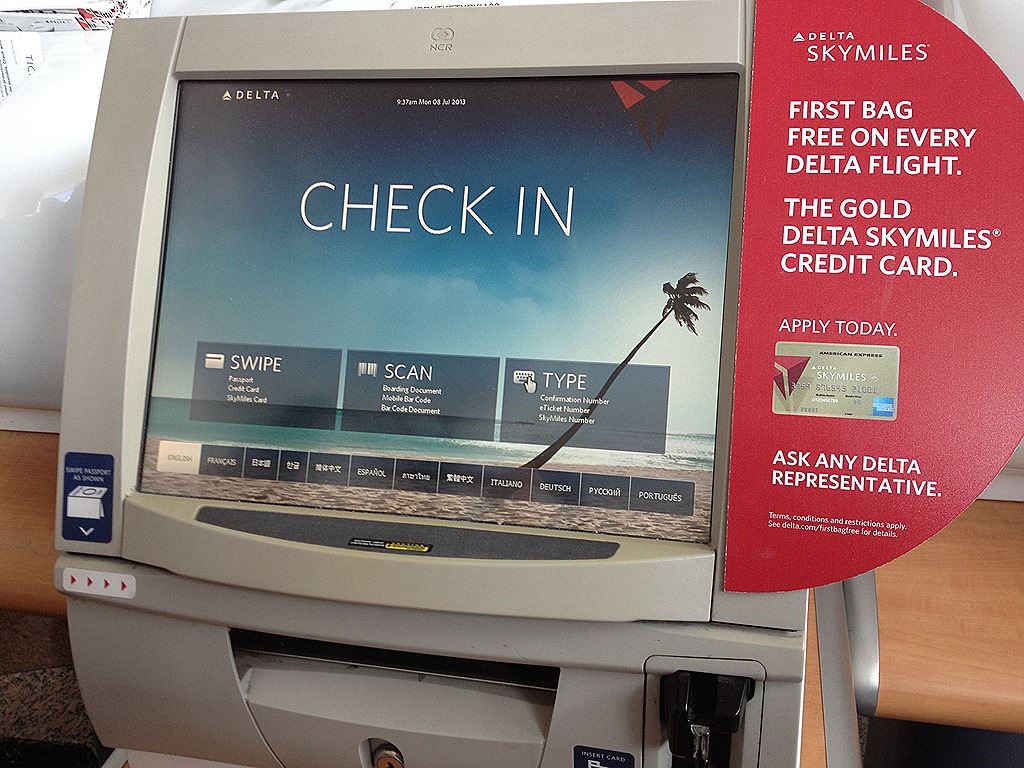 NCR
DELTA
9:37am Mon 08 Jul 2013
CHECK IN
SWIPE
Passport
Credit Card
SkyMiles Card
SCAN
Boarding Document
Mobile Bar Code
Bar Code Document
TYPE
Confirmation Number
eTicket Number
SkyMiles Number
ENGLISH
FRANÇAIS
日本語
한글
简体中文
ESPAÑOL
ภาษาไทย
繁體中文
ITALIANO
DEUTSCH
РУССКИЙ
PORTUGUÊS
SWIPE PASSPORT
AS SHOWN
INSERT CARD
DELTA
SKYMILES®
FIRST BAG
FREE ON EVERY
DELTA FLIGHT.
THE GOLD
DELTA SKYMILES®
CREDIT CARD.
APPLY TODAY.
AMERICAN EXPRESS
DELTA
SKYMILES
ASK ANY DELTA
REPRESENTATIVE.
Terms, conditions and restrictions apply.
See delta.com/firstbagfree for details.